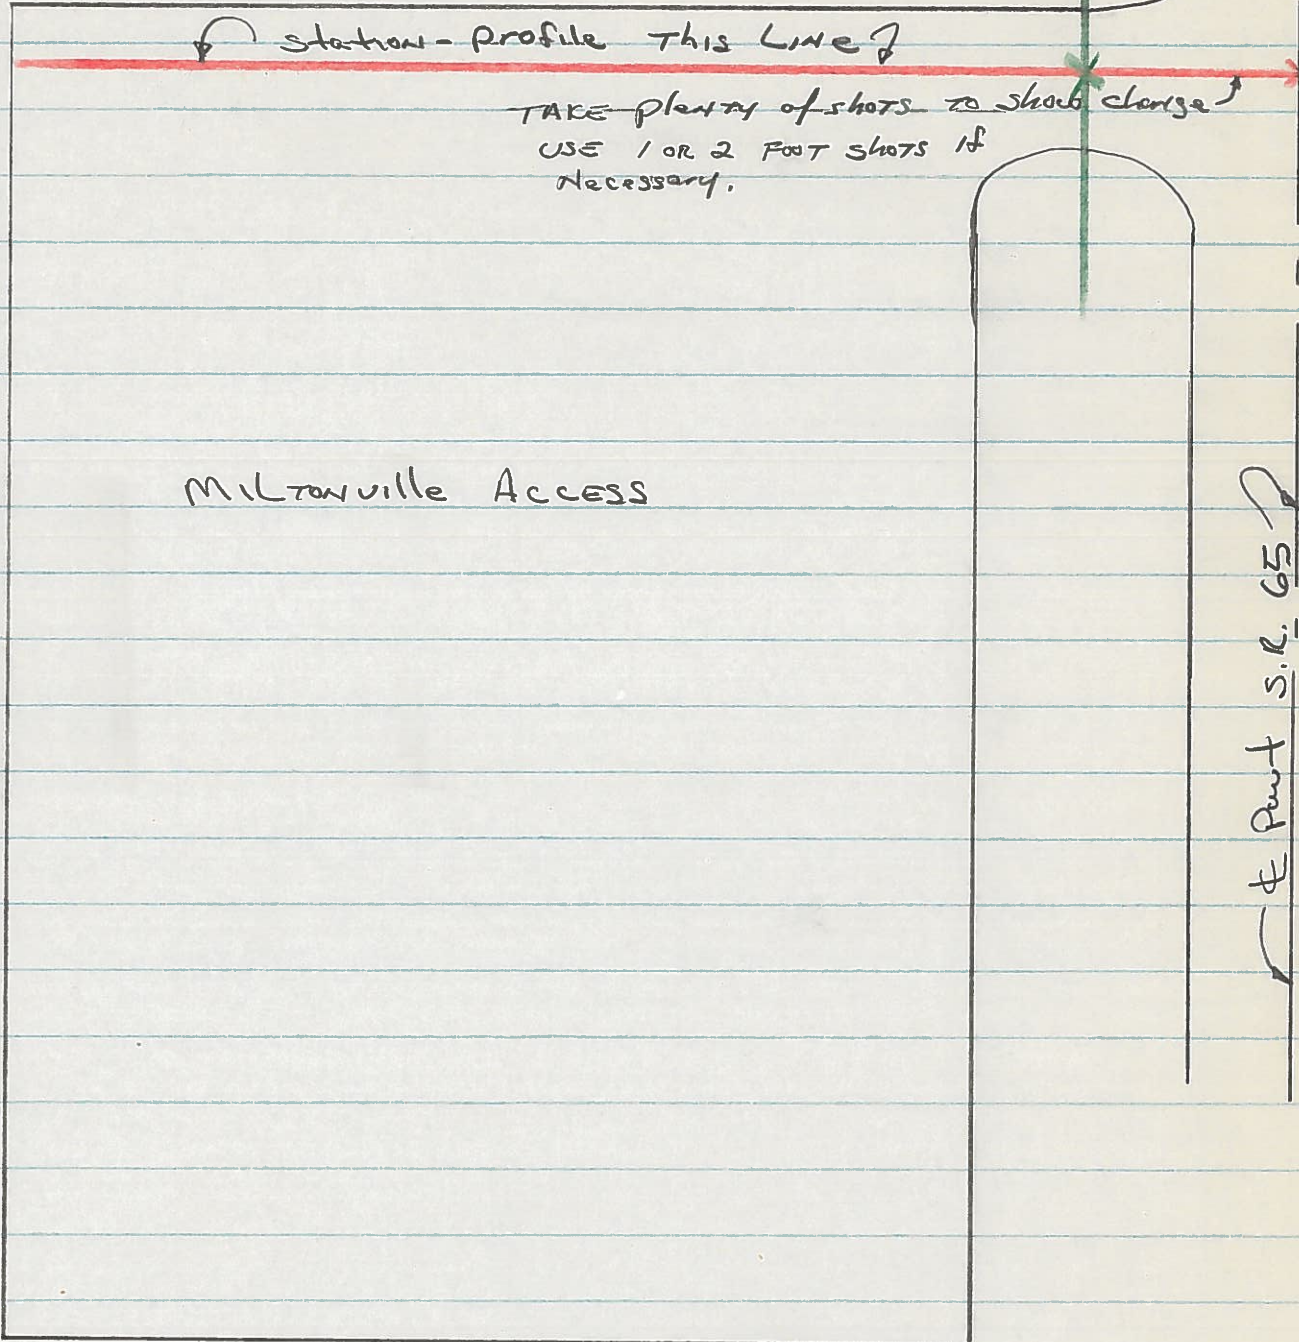 Station-Profile This Line
TAKE plenty of shots to show change
USE 1 OR 2 FOOT SHOTS If
Necessary.
MILTONville ACCESS
℄ Pav't S.R. 65